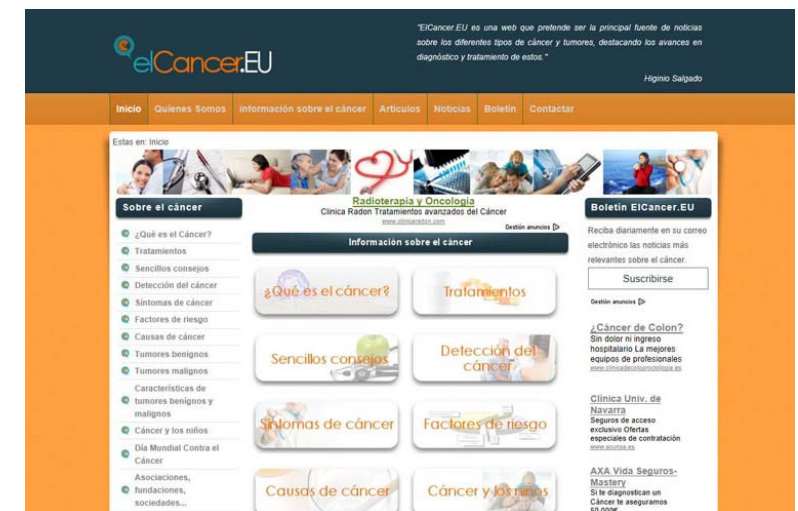 elCancer.EU
"ElCancer.EU es una web que pretende ser la principal fuente de noticias
sobre los diferentes tipos de cáncer y tumores, destacando los avances en
diagnóstico y tratamiento de estos."
Higinio Salgado
Inicio Quienes Somos información sobre el cáncer Articulos Noticias Boletin Contactar
Estas en: Inicio
Sobre el cáncer
¿Qué es el Cáncer?
Tratamientos
Sencillos consejos
Detección del cáncer
Síntomas de cáncer
Factores de riesgo
Causas de cáncer
Tumores benignos
Tumores malignos
Características de
tumores benignos y
malignos
Cáncer y los niños
Día Mundial Contra el
Cáncer
Asociaciones,
fundaciones,
sociedades...
Radioterapia y Oncologia
Clinica Radon Tratamientos avanzados del Cáncer
www.clinicaradon.com
Gestión anuncios
Información sobre el cáncer
¿Qué es el cáncer?
Tratamientos
Sencillos consejos
Detección del
cáncer
Síntomas de cáncer
Factores de riesgo
Causas de cáncer
Cáncer y los niños
Boletín ElCancer.EU
Reciba diariamente en su correo
electrónico las noticias más
relevantes sobre el cáncer.
Suscribirse
Gestión anuncios
¿Cáncer de Colon?
Sin dolor ni ingreso
hospitalario La mejores
equipos de profesionales
www.clinicadecoloproctologia.es
Clínica Univ. de
Navarra
Seguros de acceso
exclusivo Ofertas
especiales de contratación
www.acunsa.es
AXA Vida Seguros-
Mastery
Si te diagnostican un
Cáncer te aseguramos
50.000€